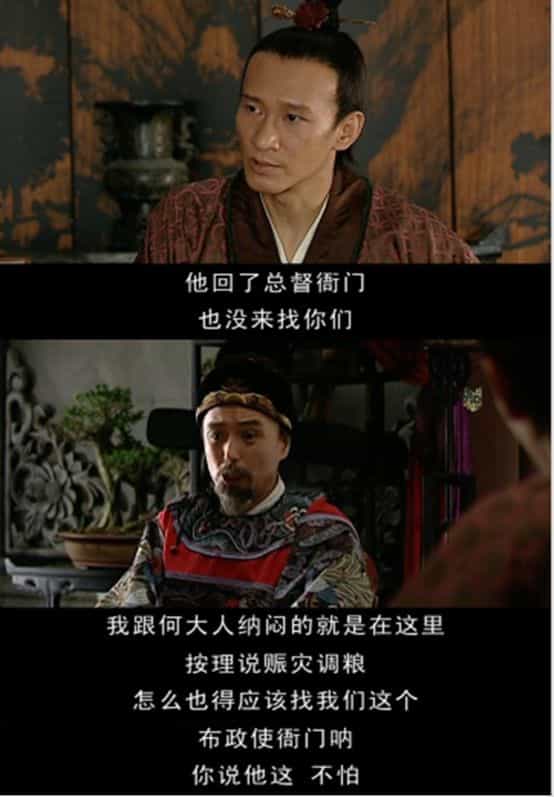 他回了总督衙门
也没来找你们
我跟何大人纳闷的就是在这里
按理说赈灾调粮
怎么也得应该找我们这个
布政使衙门呐
你说他这 不怕